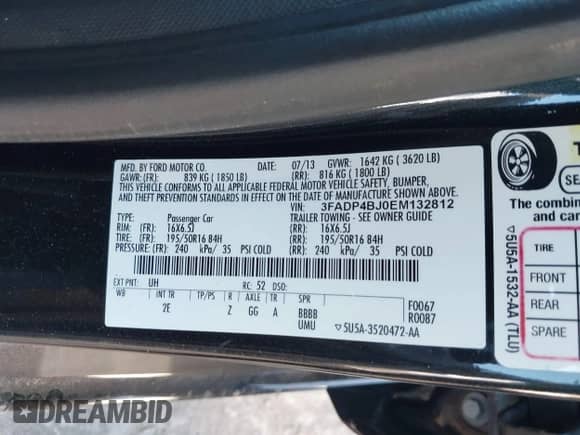 MFD. BY FORD MOTOR CO. DATE: 07/13 GVWR: 1642 KG ( 3620 LB)
GAWR: (FR): 839 KG ( 1850 LB) (RR): 816 KG ( 1800 LB)
THIS VEHICLE CONFORMS TO ALL APPLICABLE FEDERAL MOTOR VEHICLE SAFETY, BUMPER,
AND THEFT PREVENTION STANDARDS IN EFFECT ON THE DATE OF MANUFACTURE SHOWN ABOVE.
VIN: 3FADP4BJ0EM132812
TYPE: Passenger Car TRAILER TOWING - SEE OWNER GUIDE
RIM: (FR): 16X6.5J (RR): 16X6.5J
TIRE: (FR): 195/50R16 84H (RR): 195/50R16 84H
PRESSURE: (FR): 240 kPa/ 35 PSI COLD (RR): 240 kPa/ 35 PSI COLD
EXT PNT: UH RC: 52 DSO:
WB INT TR TP/PS R AXLE TR SPR
2E Z GG A BBBB
UMU
F0067
R0087
▽5U5A-3520472-AA
▽5U5A-1532-AA (TLU)
T
SE
The combine
and car
TIRE
FRONT
REAR
SPARE
DREAMBID